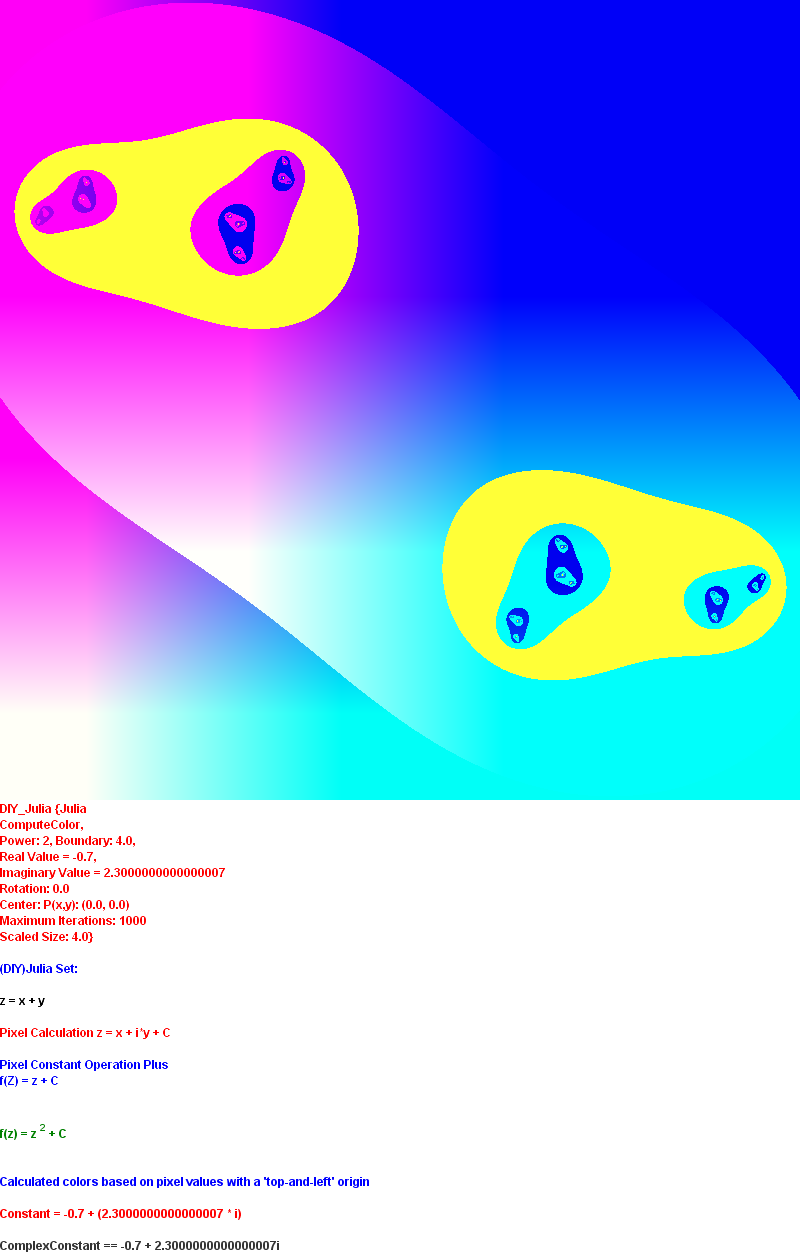 DIY_Julia {Julia
ComputeColor,
Power: 2, Boundary: 4.0,
Real Value = -0.7,
Imaginary Value = 2.3000000000000007
Rotation: 0.0
Center: P(x,y): (0.0, 0.0)
Maximum Iterations: 1000
Scaled Size: 4.0}
(DIY)Julia Set:
z = x + y
Pixel Calculation z = x + i*y + C
Pixel Constant Operation Plus
f(Z) = z + C
f(z) = z 2 + C
Calculated colors based on pixel values with a 'top-and-left' origin
Constant = -0.7 + (2.3000000000000007 * i)
ComplexConstant == -0.7 + 2.3000000000000007i